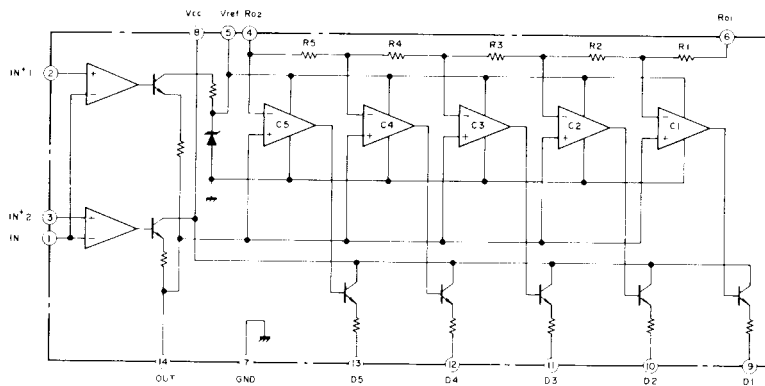 Vcc Vref Ro2
8 5 4 6 Ro1
R5 R4 R3 R2 R1
IN+1 2 + −
C5 C4 C3 C2 C1
− + − + − + − + − +
IN+2 3 +
IN 1 −
14 7 13 12 11 10 9
OUT GND D5 D4 D3 D2 D1